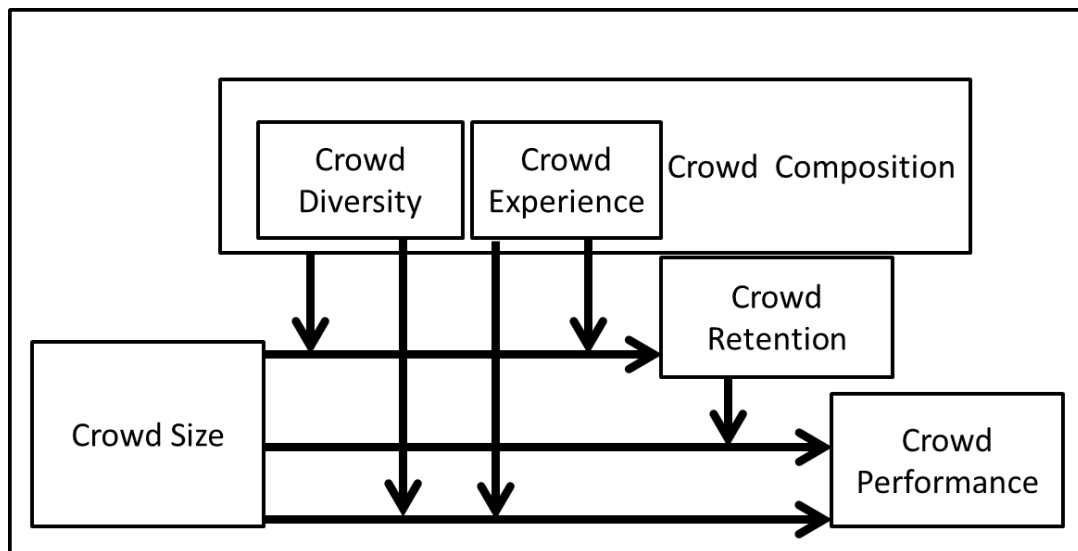 Crowd
Diversity
Crowd
Experience
Crowd Composition
Crowd
Retention
Crowd Size
Crowd
Performance